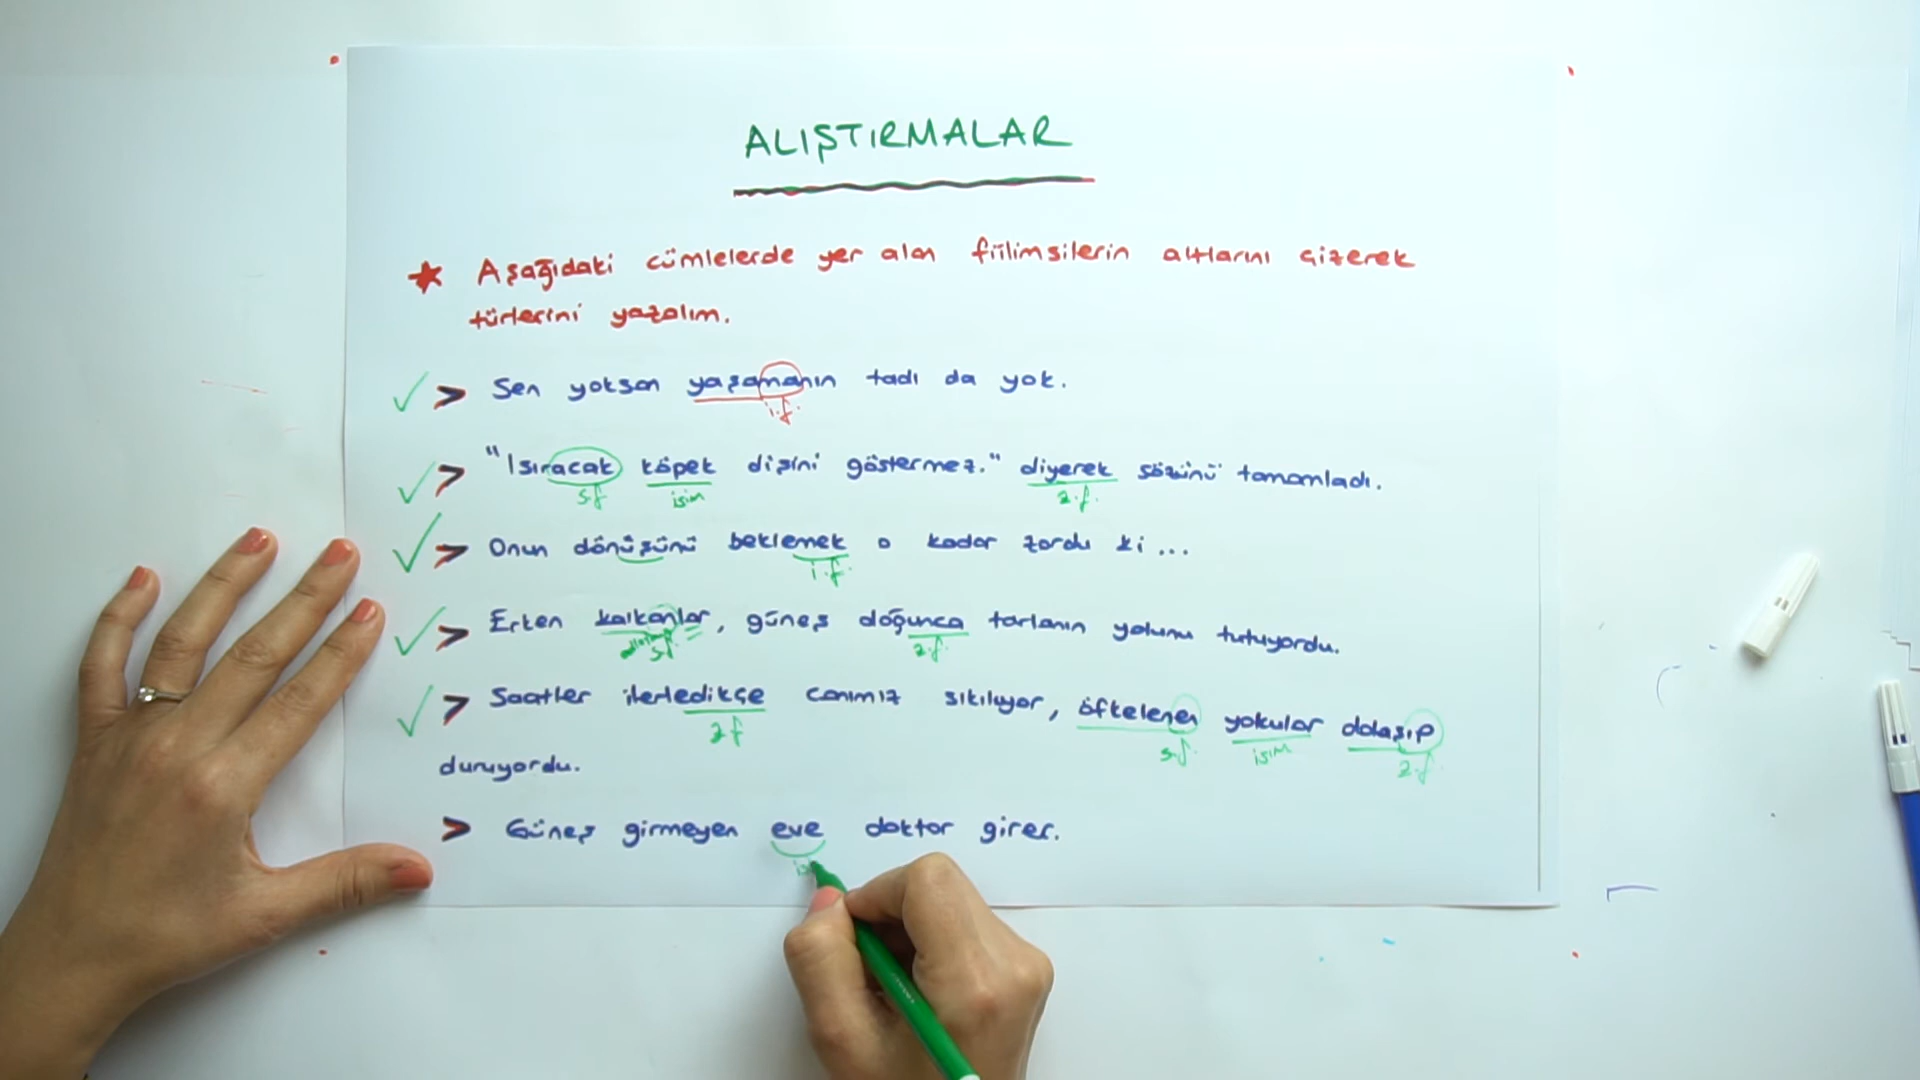 ALIŞTIRMALAR
★ Aşağıdaki cümlelerde yer alan fiilimsilerin altlarını çizerek
türlerini yazalım.
✓ > Sen yoksan yaşamanın tadı da yok.
i.f.
✓ > "Isıracak köpek dişini göstermez." diyerek sözünü tamamladı.
s.f isim z.f.
✓ > Onun dönüşünü beklemek o kadar zordu ki...
i.f.
✓ > Erken kalkanlar, güneş doğunca tarlanın yolunu tutuyordu.
s.f z.f.
✓ > Saatler ilerledikçe canımız sıkılıyor, öfkelenen yokular dolaşıp
z.f s.f. isim z.f.
duruyordu.
> Güneş girmeyen eve doktor girer.